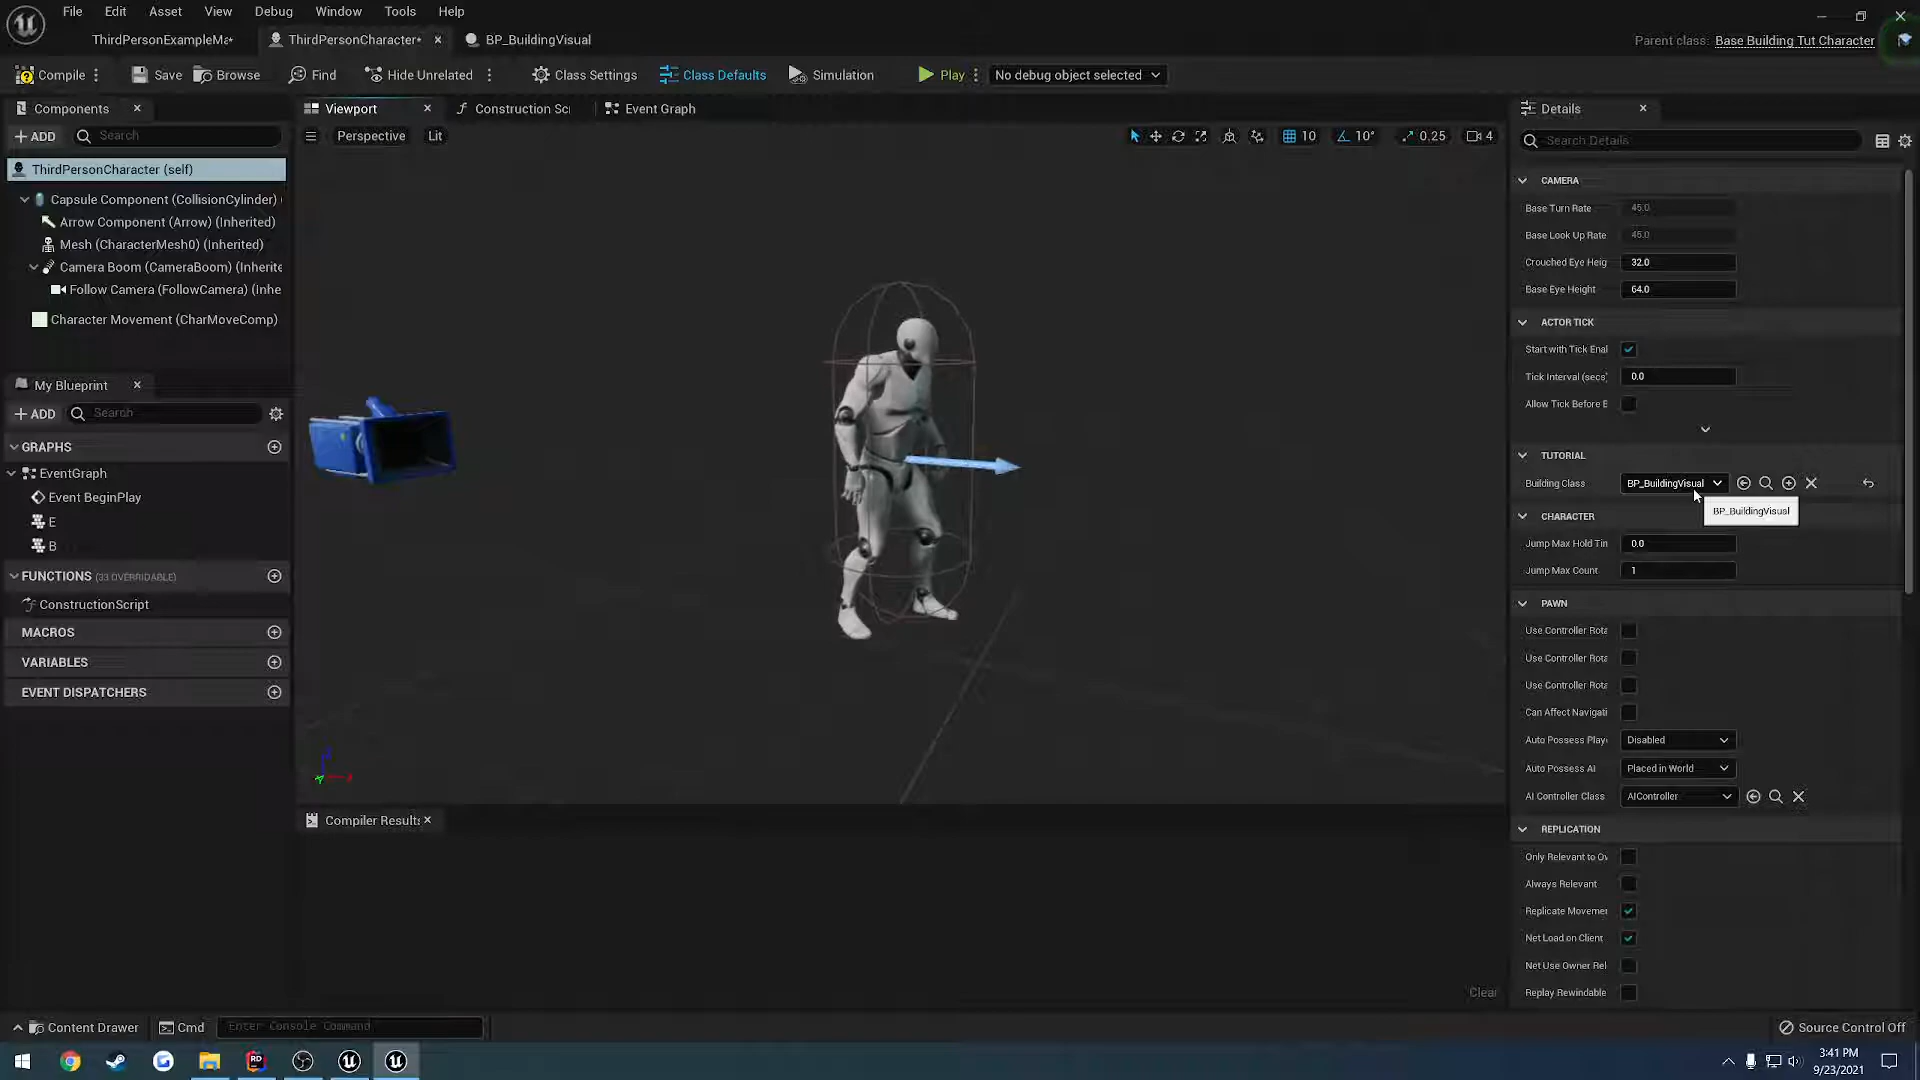 File Edit Asset View Debug Window Tools Help
ThirdPersonExampleMa* ThirdPersonCharacter* BP_BuildingVisual
Parent class: Base Building Tut Character
Compile Save Browse Find Hide Unrelated Class Settings Class Defaults Simulation Play No debug object selected
Components
ADD Search
ThirdPersonCharacter (self)
Capsule Component (CollisionCylinder) (
Arrow Component (Arrow) (Inherited)
Mesh (CharacterMesh0) (Inherited)
Camera Boom (CameraBoom) (Inherite
Follow Camera (FollowCamera) (Inhe
Character Movement (CharMoveComp)
My Blueprint
ADD Search
GRAPHS
EventGraph
Event BeginPlay
E
B
FUNCTIONS (33 OVERRIDABLE)
ConstructionScript
MACROS
VARIABLES
EVENT DISPATCHERS
Viewport Construction Sc Event Graph
Perspective Lit
10 10° 0.25 4
Compiler Results
Clear
Details
Search Details
CAMERA
Base Turn Rate 45.0
Base Look Up Rate 45.0
Crouched Eye Heig 32.0
Base Eye Height 64.0
ACTOR TICK
Start with Tick Enal
Tick Interval (secs) 0.0
Allow Tick Before B
TUTORIAL
Building Class BP_BuildingVisual
BP_BuildingVisual
CHARACTER
Jump Max Hold Tin 0.0
Jump Max Count 1
PAWN
Use Controller Rota
Use Controller Rota
Use Controller Rota
Can Affect Navigati
Auto Possess Play Disabled
Auto Possess AI Placed in World
AI Controller Class AIController
REPLICATION
Only Relevant to Ov
Always Relevant
Replicate Movemer
Net Load on Client
Net Use Owner Rel
Replay Rewindable
Content Drawer Cmd Enter Console Command
Source Control Off
3:41 PM
9/23/2021